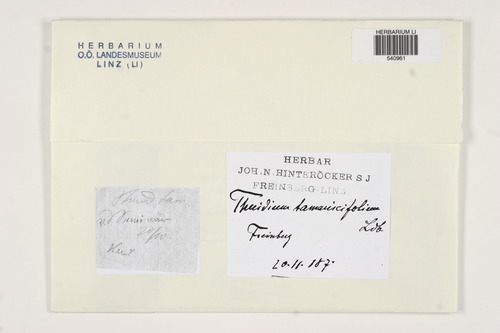 HERBARIUM
O.Ö. LANDESMUSEUM
LINZ (LI)
HERBARIUM LI
540961
HERBAR
JOH. N. HINTERÖCKER S J
FREINBERG-LINZ
Thuidium tamariscifolium
Ldb.
Freinberg
20.11.187